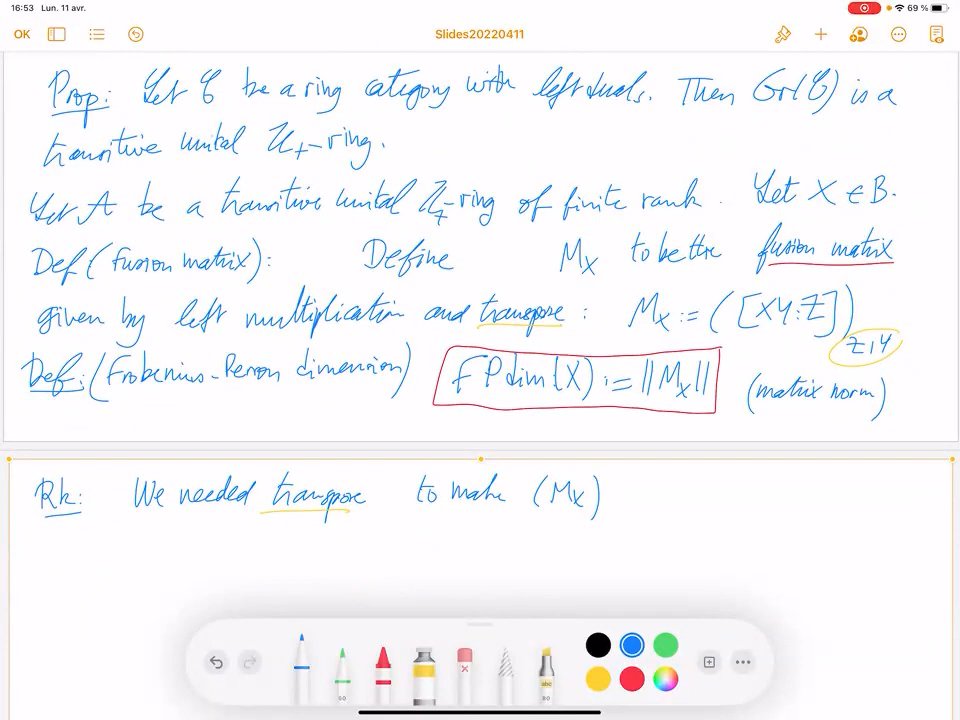 16:53 Lun. 11 avr. 69 %
OK Slides20220411
Prop: Let 𝒞 be a ring category with left duals. Then Gr(𝒞) is a
transitive unital ℤ₊-ring.
Let A be a transitive unital ℤ₊-ring of finite rank. Let X ∈ B.
Def (fusion matrix): Define M_X to be the fusion matrix
given by left multiplication and transpose: M_X := ([XY:Z])_{Z,Y}
Def: (Frobenius-Perron dimension) FPdim(X) := ||M_X|| (matrix norm)
Rk: We needed transpose to make (M_X)
50
abc
80